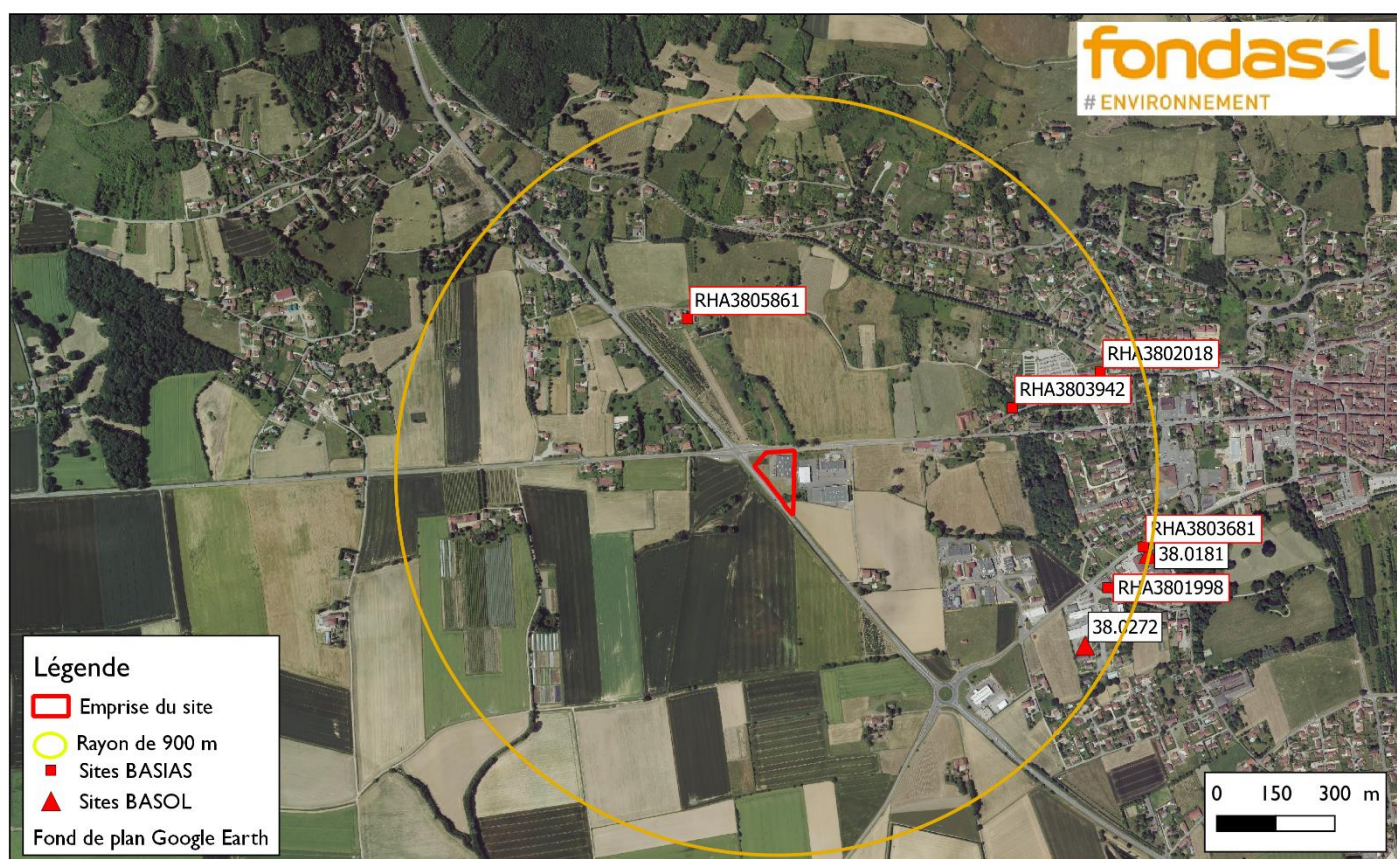 fondasol
# ENVIRONNEMENT
RHA3805861
RHA3802018
RHA3803942
RHA3803681
38.0181
RHA3801998
38.0272
Légende
Emprise du site
Rayon de 900 m
Sites BASIAS
Sites BASOL
Fond de plan Google Earth
0 150 300 m